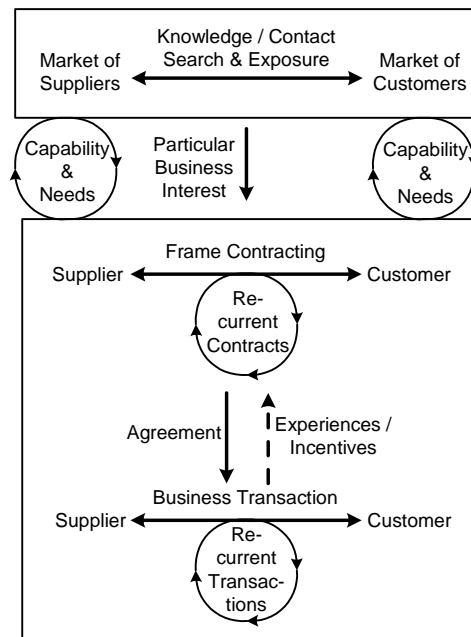 Knowledge / Contact
Search & Exposure
Market of
Suppliers
Market of
Customers
Capability
&
Needs
Particular
Business
Interest
Capability
&
Needs
Frame Contracting
Supplier
Customer
Re-
current
Contracts
Agreement
Experiences /
Incentives
Business Transaction
Supplier
Customer
Re-
current
Transac-
tions